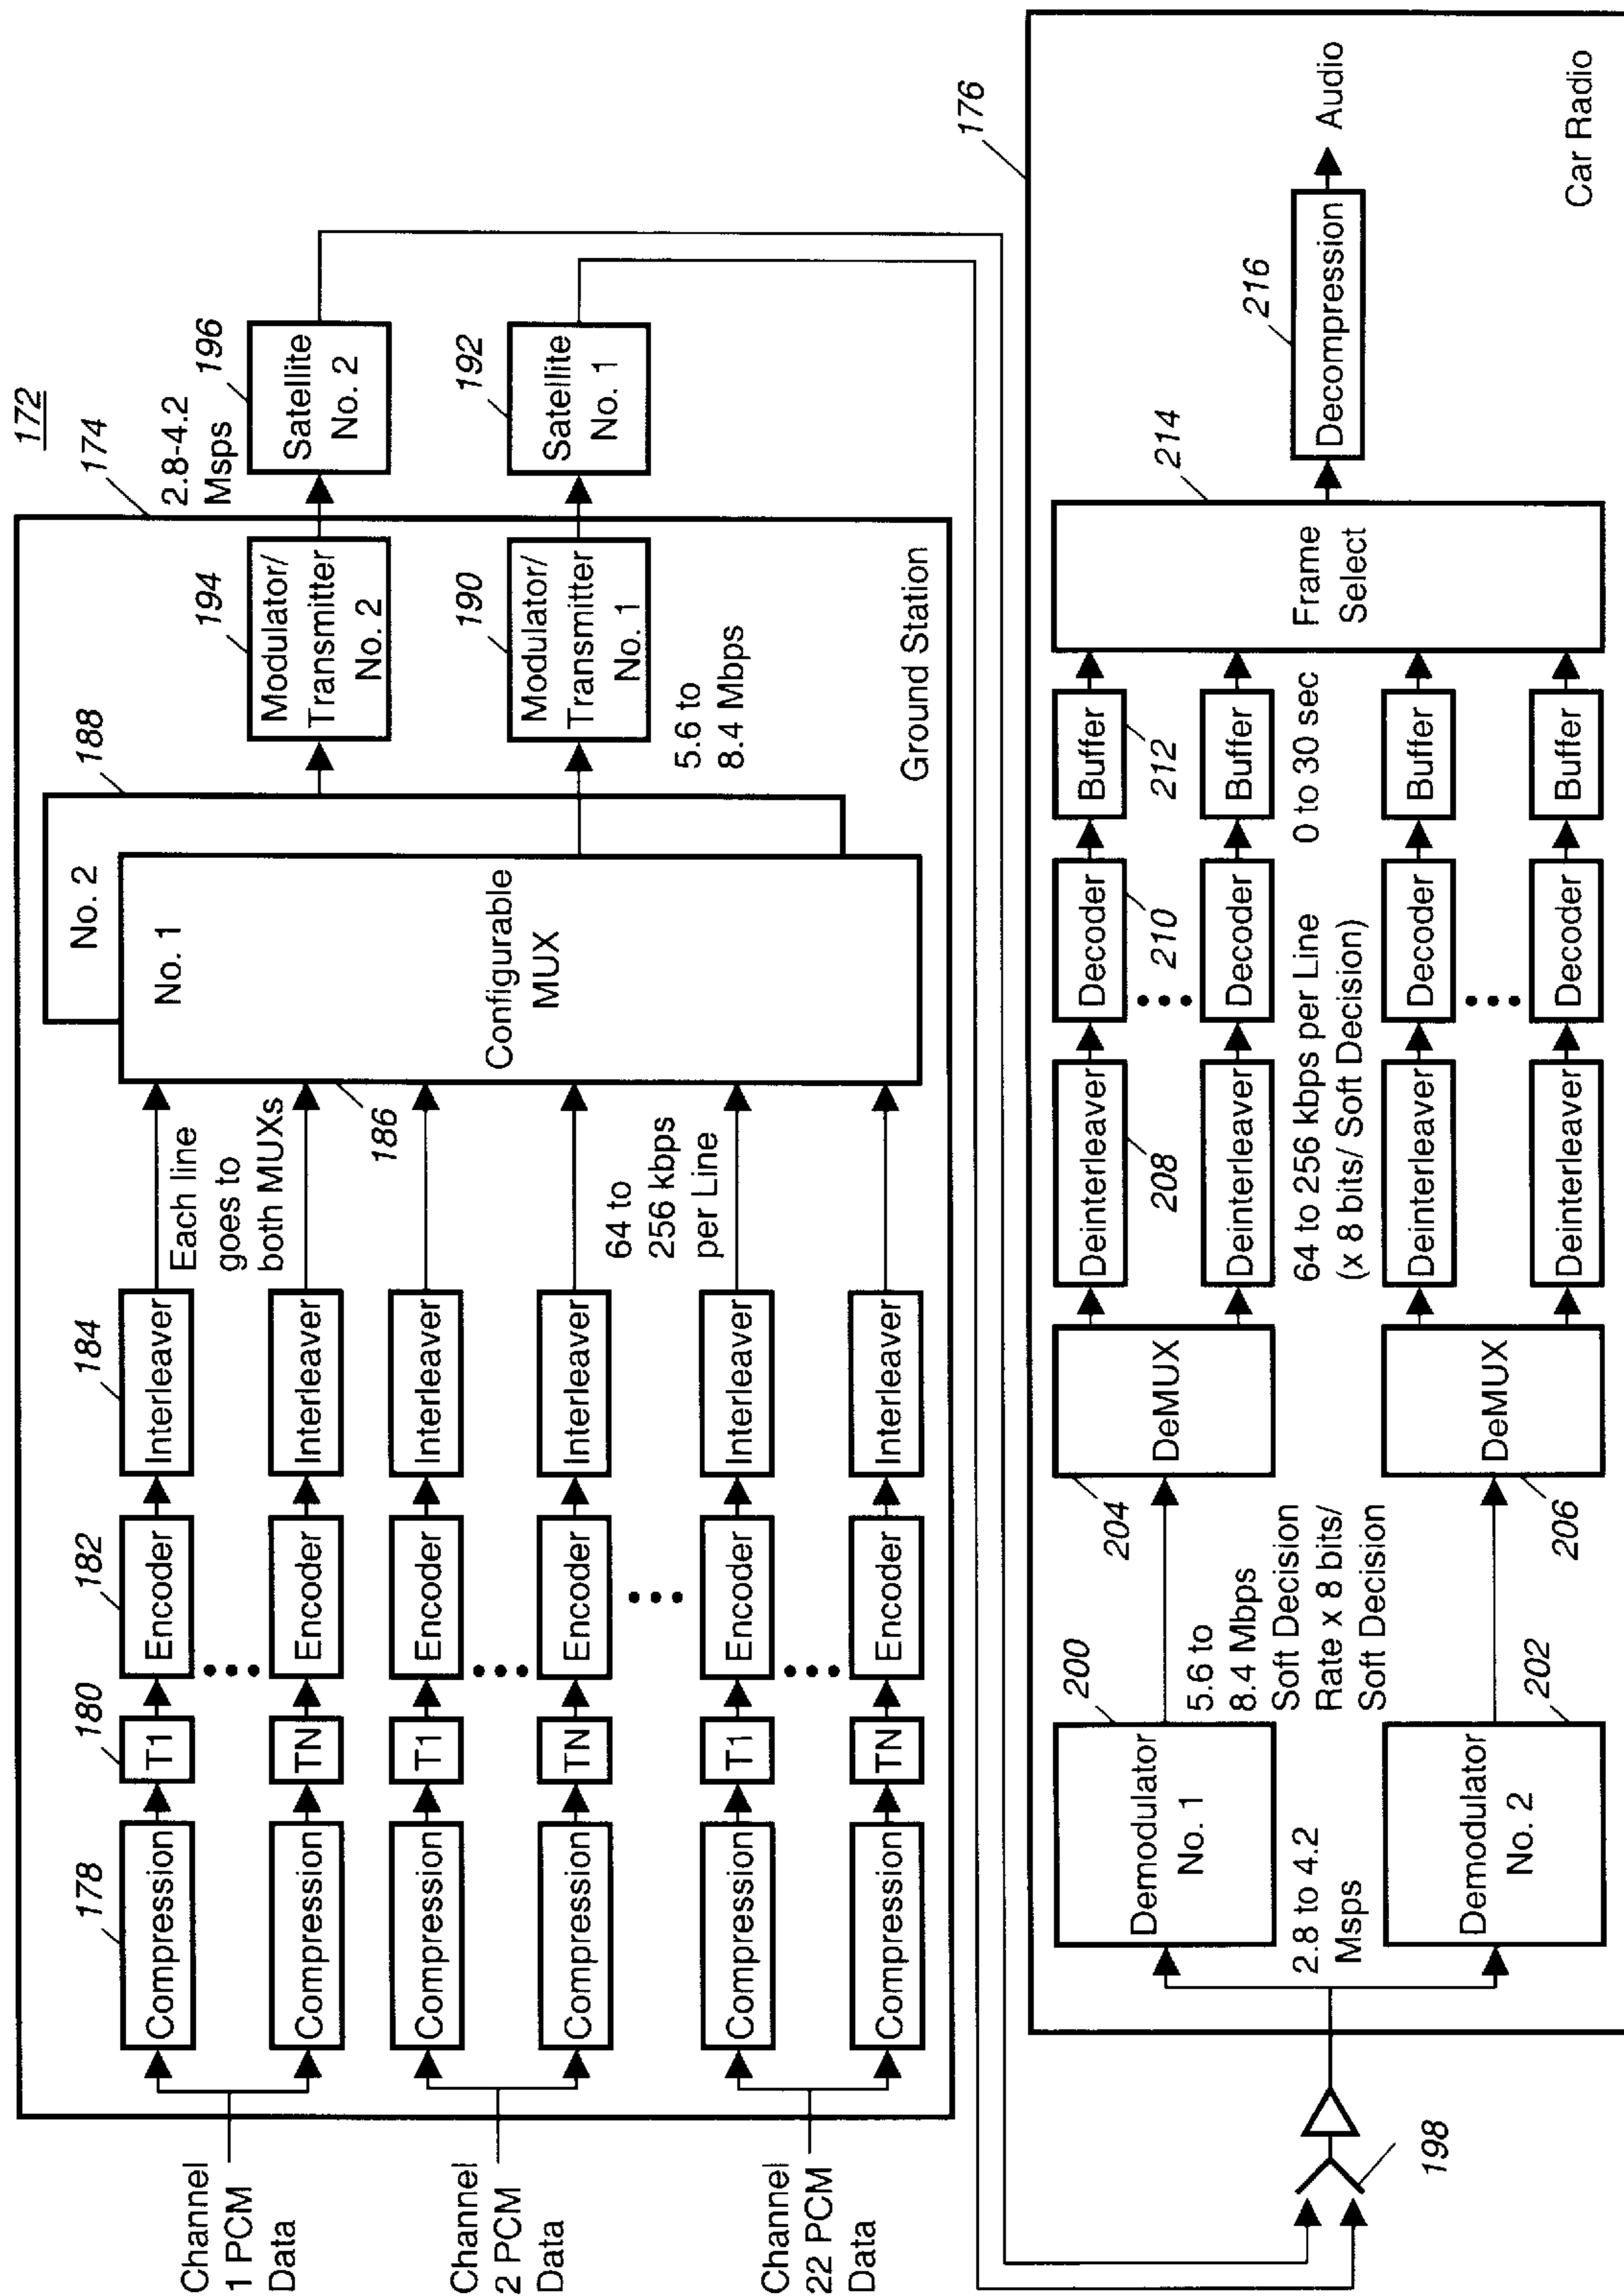 172
174
178
180
182
184
188
194
2.8-4.2
Msps
196
Channel
1 PCM
Data
Compression
T1
Encoder
Interleaver
Each line
goes to
both MUXs
No. 2
No. 1
Modulator/
Transmitter
No. 2
Satellite
No. 2
Compression
TN
Encoder
Interleaver
186
Channel
2 PCM
Data
Compression
T1
Encoder
Interleaver
Configurable
MUX
190
192
Modulator/
Transmitter
No. 1
Satellite
No. 1
Compression
TN
Encoder
Interleaver
64 to
256 kbps
per Line
5.6 to
8.4 Mbps
Channel
22 PCM
Data
Compression
T1
Encoder
Interleaver
Compression
TN
Encoder
Interleaver
Ground Station
176
198
200
Demodulator
No. 1
5.6 to
8.4 Mbps
Soft Decision
Rate x 8 bits/
Soft Decision
204
DeMUX
Deinterleaver
Decoder
Buffer
208
210
212
Deinterleaver
Decoder
Buffer
214
Frame
Select
216
Decompression
Audio
2.8 to 4.2
Msps
64 to 256 kbps per Line
(x 8 bits/ Soft Decision)
0 to 30 sec
Demodulator
No. 2
202
206
DeMUX
Deinterleaver
Decoder
Buffer
Deinterleaver
Decoder
Buffer
Car Radio